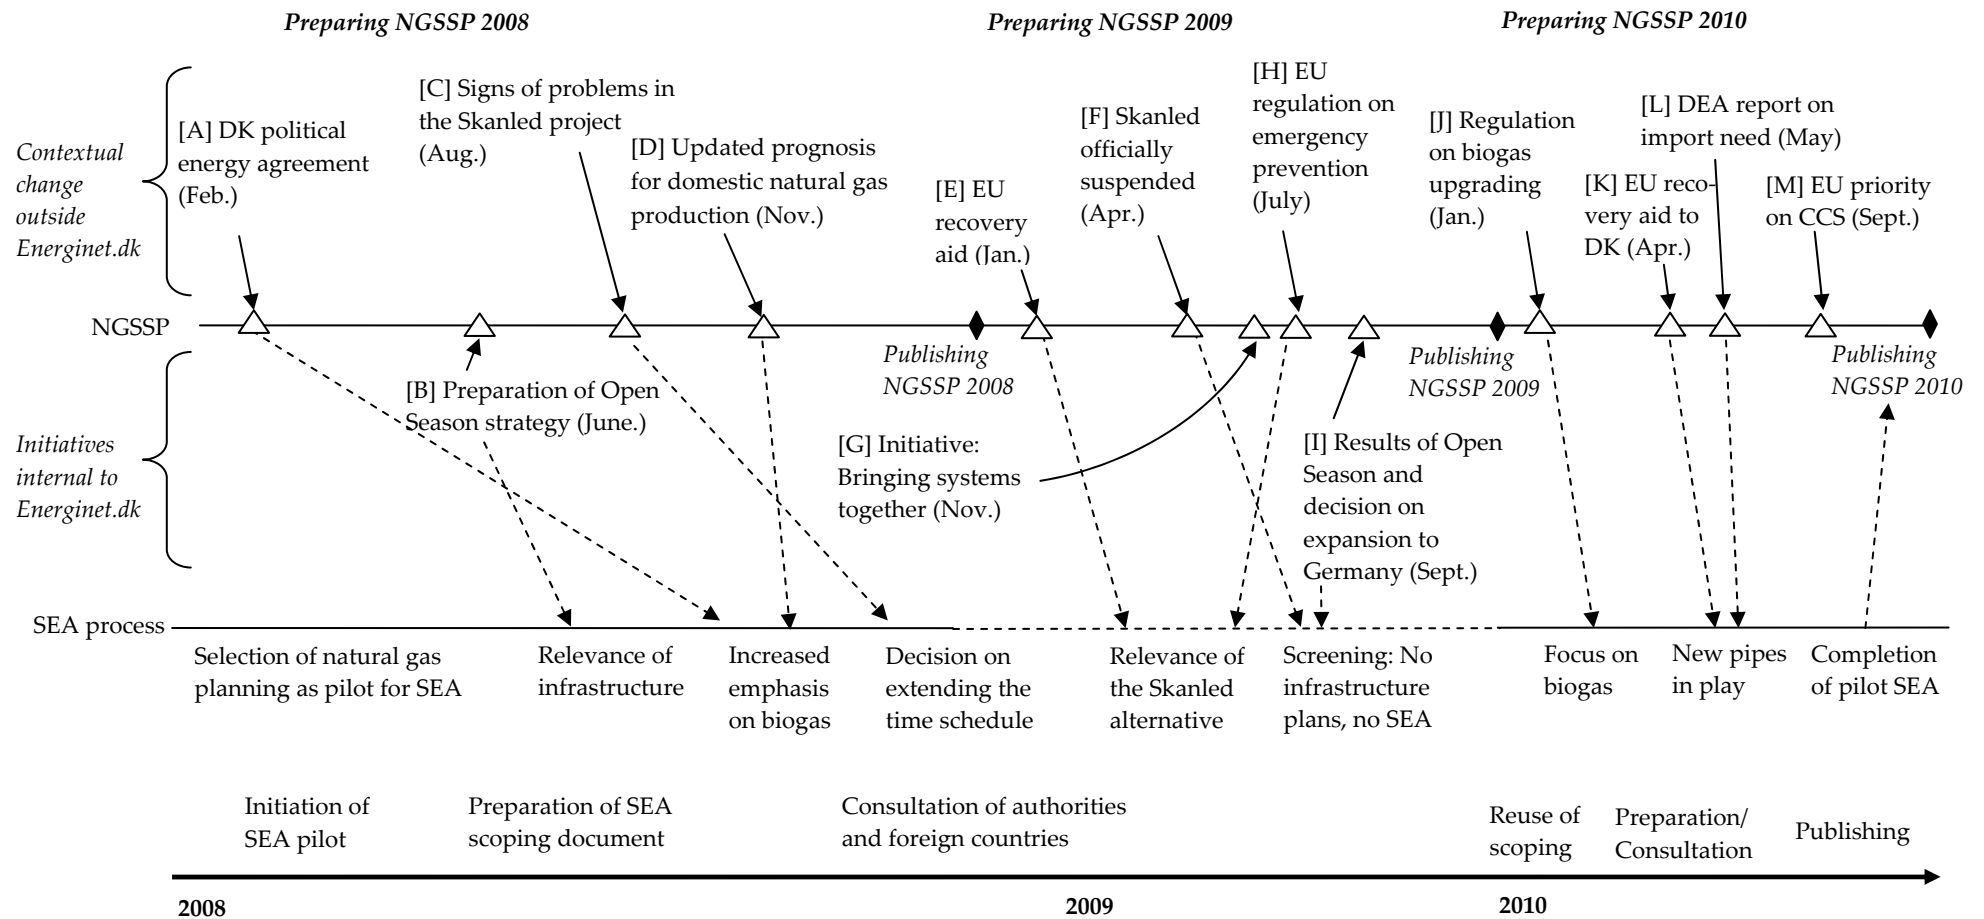 Preparing NGSSP 2008
Preparing NGSSP 2009
Preparing NGSSP 2010
Contextual
change
outside
Energinet.dk
[A] DK political
energy agreement
(Feb.)
[C] Signs of problems in
the Skanled project
(Aug.)
[D] Updated prognosis
for domestic natural gas
production (Nov.)
[E] EU
recovery
aid (Jan.)
[F] Skanled
officially
suspended
(Apr.)
[H] EU
regulation on
emergency
prevention
(July)
[J] Regulation
on biogas
upgrading
(Jan.)
[K] EU reco-
very aid to
DK (Apr.)
[L] DEA report on
import need (May)
[M] EU priority
on CCS (Sept.)
NGSSP
Publishing
NGSSP 2008
Publishing
NGSSP 2009
Publishing
NGSSP 2010
Initiatives
internal to
Energinet.dk
[B] Preparation of Open
Season strategy (June.)
[G] Initiative:
Bringing systems
together (Nov.)
[I] Results of Open
Season and
decision on
expansion to
Germany (Sept.)
SEA process
Selection of natural gas
planning as pilot for SEA
Relevance of
infrastructure
Increased
emphasis
on biogas
Decision on
extending the
time schedule
Relevance of
the Skanled
alternative
Screening: No
infrastructure
plans, no SEA
Focus on
biogas
New pipes
in play
Completion
of pilot SEA
Initiation of
SEA pilot
Preparation of SEA
scoping document
Consultation of authorities
and foreign countries
Reuse of
scoping
Preparation/
Consultation
Publishing
2008
2009
2010